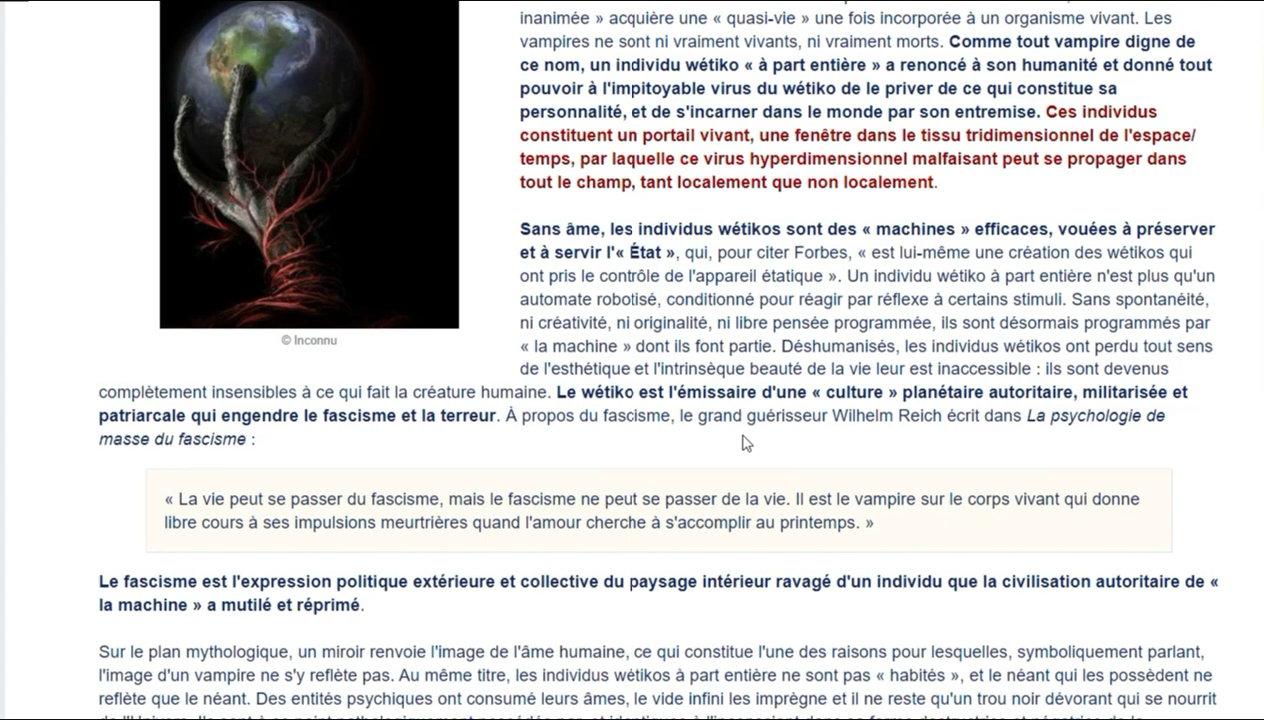 inanimée » acquière une « quasi-vie » une fois incorporée à un organisme vivant. Les
vampires ne sont ni vraiment vivants, ni vraiment morts. Comme tout vampire digne de
ce nom, un individu wétiko « à part entière » a renoncé à son humanité et donné tout
pouvoir à l'impitoyable virus du wétiko de le priver de ce qui constitue sa
personnalité, et de s'incarner dans le monde par son entremise. Ces individus
constituent un portail vivant, une fenêtre dans le tissu tridimensionnel de l'espace/
temps, par laquelle ce virus hyperdimensionnel malfaisant peut se propager dans
tout le champ, tant localement que non localement.
Sans âme, les individus wétikos sont des « machines » efficaces, vouées à préserver
et à servir l'« État », qui, pour citer Forbes, « est lui-même une création des wétikos qui
ont pris le contrôle de l'appareil étatique ». Un individu wétiko à part entière n'est plus qu'un
automate robotisé, conditionné pour réagir par réflexe à certains stimuli. Sans spontanéité,
ni créativité, ni originalité, ni libre pensée programmée, ils sont désormais programmés par
« la machine » dont ils font partie. Déshumanisés, les individus wétikos ont perdu tout sens
de l'esthétique et l'intrinsèque beauté de la vie leur est inaccessible : ils sont devenus
© Inconnu
complètement insensibles à ce qui fait la créature humaine. Le wétiko est l'émissaire d'une « culture » planétaire autoritaire, militarisée et
patriarcale qui engendre le fascisme et la terreur. À propos du fascisme, le grand guérisseur Wilhelm Reich écrit dans La psychologie de
masse du fascisme :
« La vie peut se passer du fascisme, mais le fascisme ne peut se passer de la vie. Il est le vampire sur le corps vivant qui donne
libre cours à ses impulsions meurtrières quand l'amour cherche à s'accomplir au printemps. »
Le fascisme est l'expression politique extérieure et collective du paysage intérieur ravagé d'un individu que la civilisation autoritaire de «
la machine » a mutilé et réprimé.
Sur le plan mythologique, un miroir renvoie l'image de l'âme humaine, ce qui constitue l'une des raisons pour lesquelles, symboliquement parlant,
l'image d'un vampire ne s'y reflète pas. Au même titre, les individus wétikos à part entière ne sont pas « habités », et le néant qui les possèdent ne
reflète que le néant. Des entités psychiques ont consumé leurs âmes, le vide infini les imprègne et il ne reste qu'un trou noir dévorant qui se nourrit